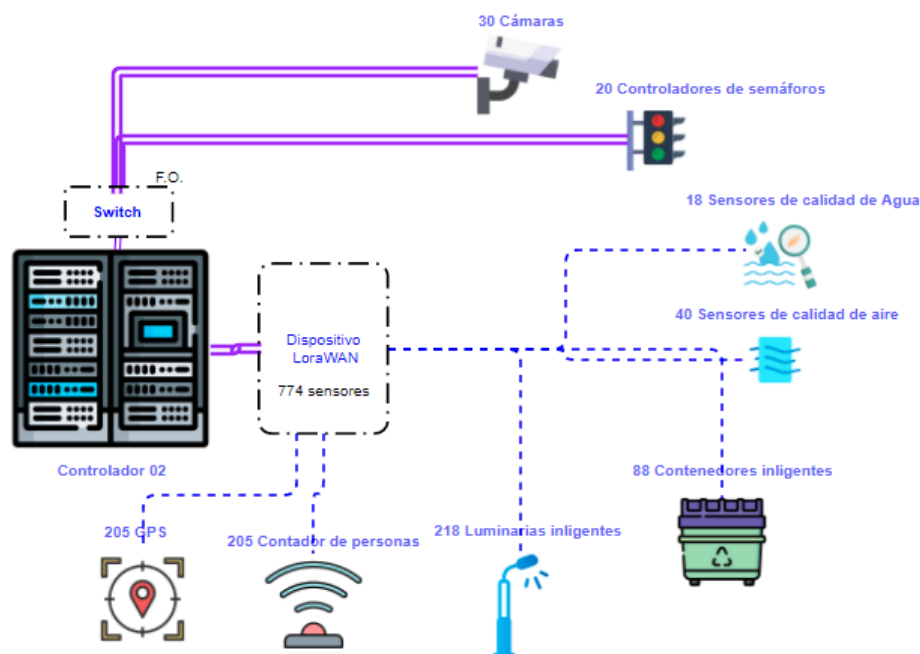 30 Cámaras
20 Controladores de semáforos
F.O.
Switch
18 Sensores de calidad de Agua
40 Sensores de calidad de aire
Dispositivo
LoraWAN
774 sensores
Controlador 02
88 Contenedores inligentes
205 GPS
205 Contador de personas
218 Luminarias inligentes